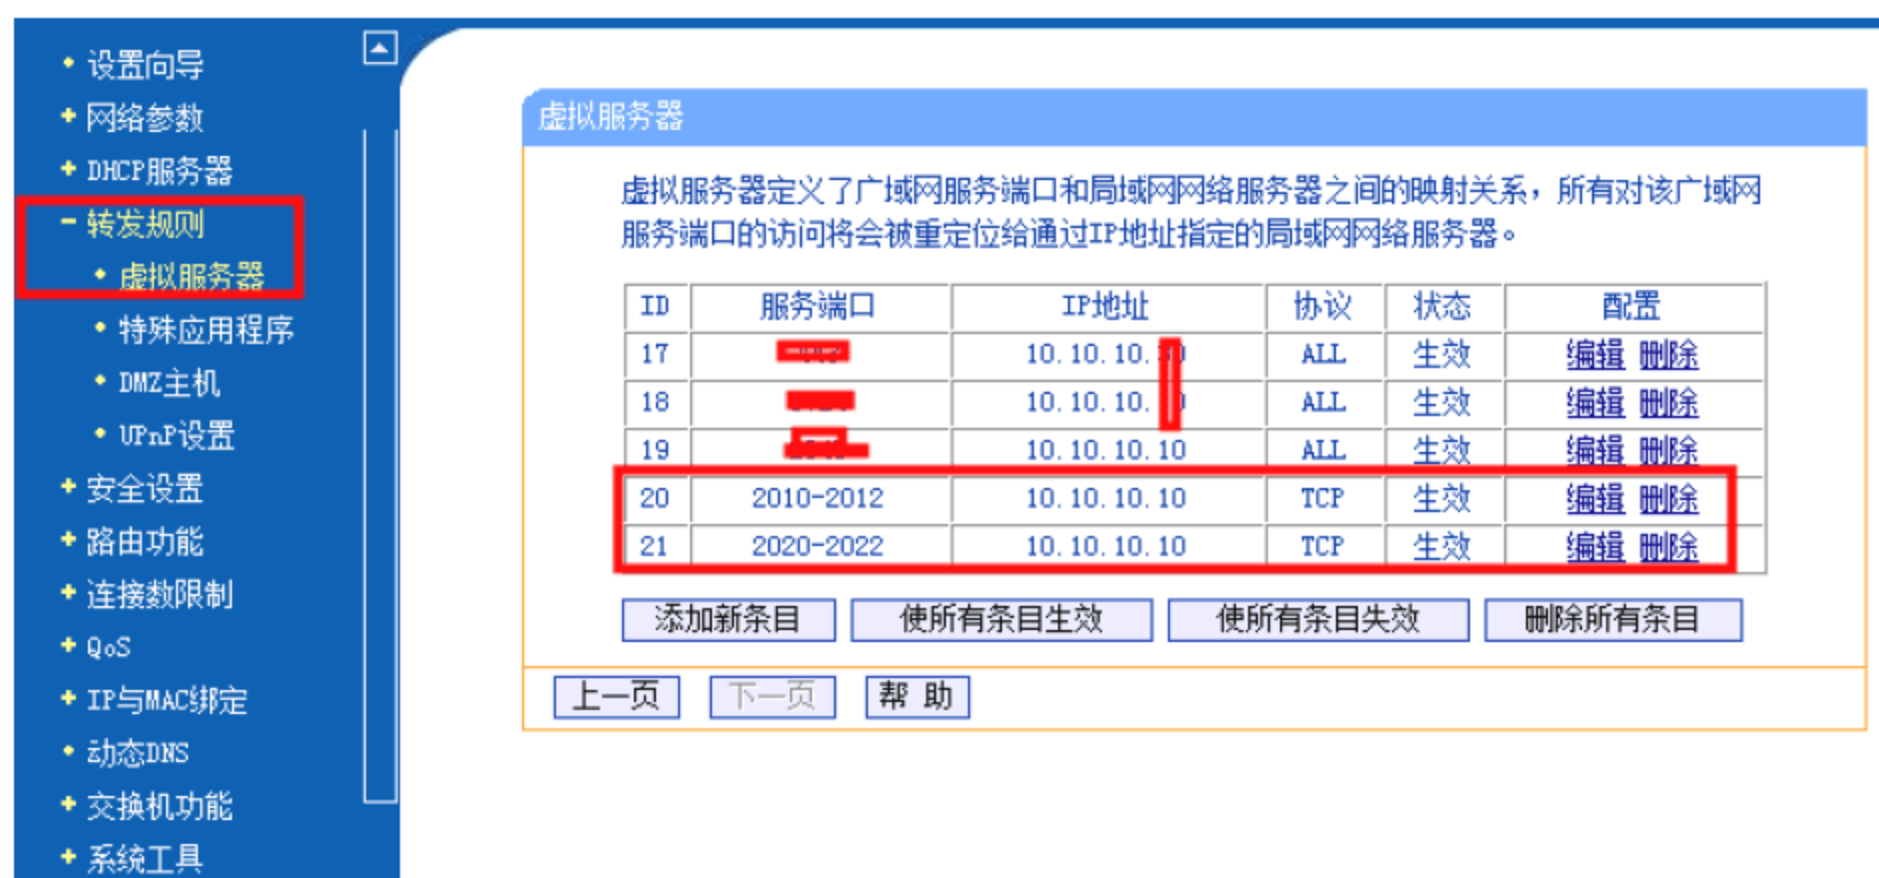 设置向导
网络参数
DHCP服务器
转发规则
虚拟服务器
特殊应用程序
DMZ主机
UPnP设置
安全设置
路由功能
连接数限制
QoS
IP与MAC绑定
动态DNS
交换机功能
系统工具
虚拟服务器
虚拟服务器定义了广域网服务端口和局域网网络服务器之间的映射关系，所有对该广域网
服务端口的访问将会被重定位给通过IP地址指定的局域网网络服务器。
ID 服务端口 IP地址 协议 状态 配置
17 10.10.10. ALL 生效 编辑 删除
18 10.10.10. ALL 生效 编辑 删除
19 10.10.10.10 ALL 生效 编辑 删除
20 2010-2012 10.10.10.10 TCP 生效 编辑 删除
21 2020-2022 10.10.10.10 TCP 生效 编辑 删除
添加新条目 使所有条目生效 使所有条目失效 删除所有条目
上一页 下一页 帮 助